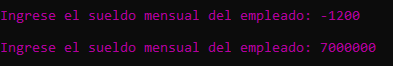 Ingrese el sueldo mensual del empleado: -1200
Ingrese el sueldo mensual del empleado: 7000000